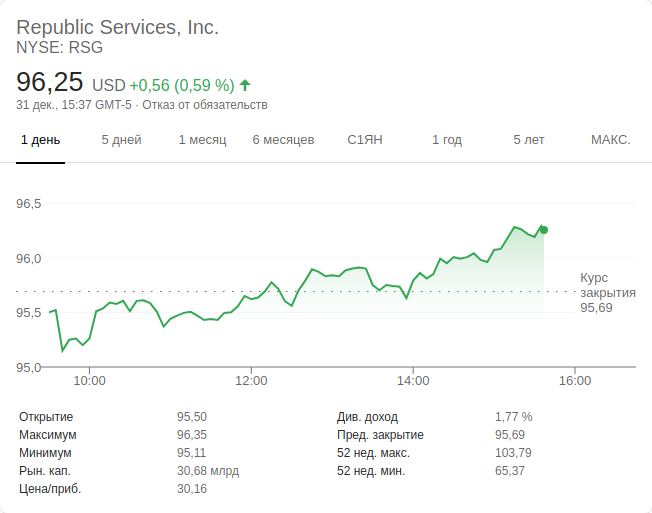 Republic Services, Inc.
NYSE: RSG
96,25 USD +0,56 (0,59 %)
31 дек., 15:37 GMT-5 · Отказ от обязательств
1 день 5 дней 1 месяц 6 месяцев С1ЯН 1 год 5 лет МАКС.
96,5
96,0
Курс
закрытия
95,69
95,5
95,0
10:00 12:00 14:00 16:00
Открытие 95,50 Див. доход 1,77 %
Максимум 96,35 Пред. закрытие 95,69
Минимум 95,11 52 нед. макс. 103,79
Рын. кап. 30,68 млрд 52 нед. мин. 65,37
Цена/приб. 30,16